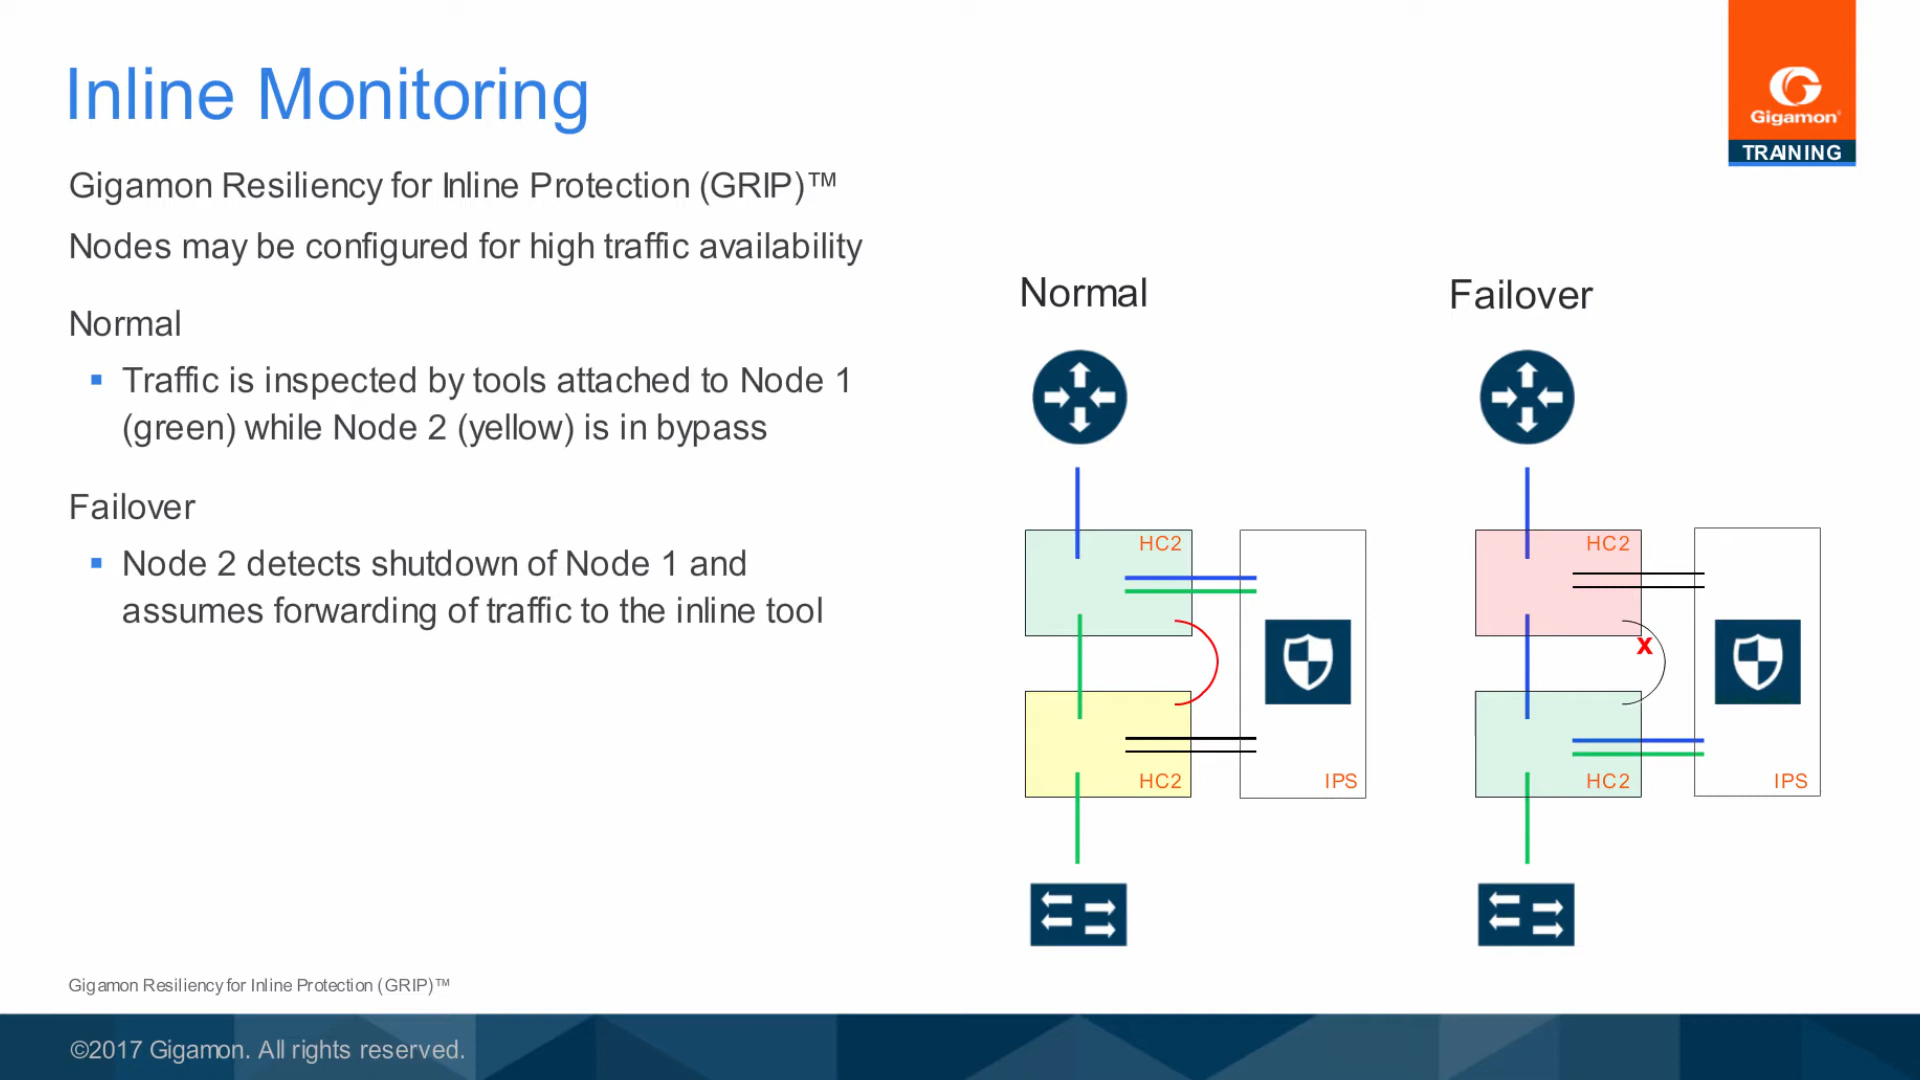 Inline Monitoring
Gigamon®
TRAINING
Gigamon Resiliency for Inline Protection (GRIP)™
Nodes may be configured for high traffic availability
Normal
Traffic is inspected by tools attached to Node 1
(green) while Node 2 (yellow) is in bypass
Failover
Node 2 detects shutdown of Node 1 and
assumes forwarding of traffic to the inline tool
Normal
HC2
HC2
IPS
Failover
HC2
x
HC2
IPS
Gigamon Resiliency for Inline Protection (GRIP)™
©2017 Gigamon. All rights reserved.